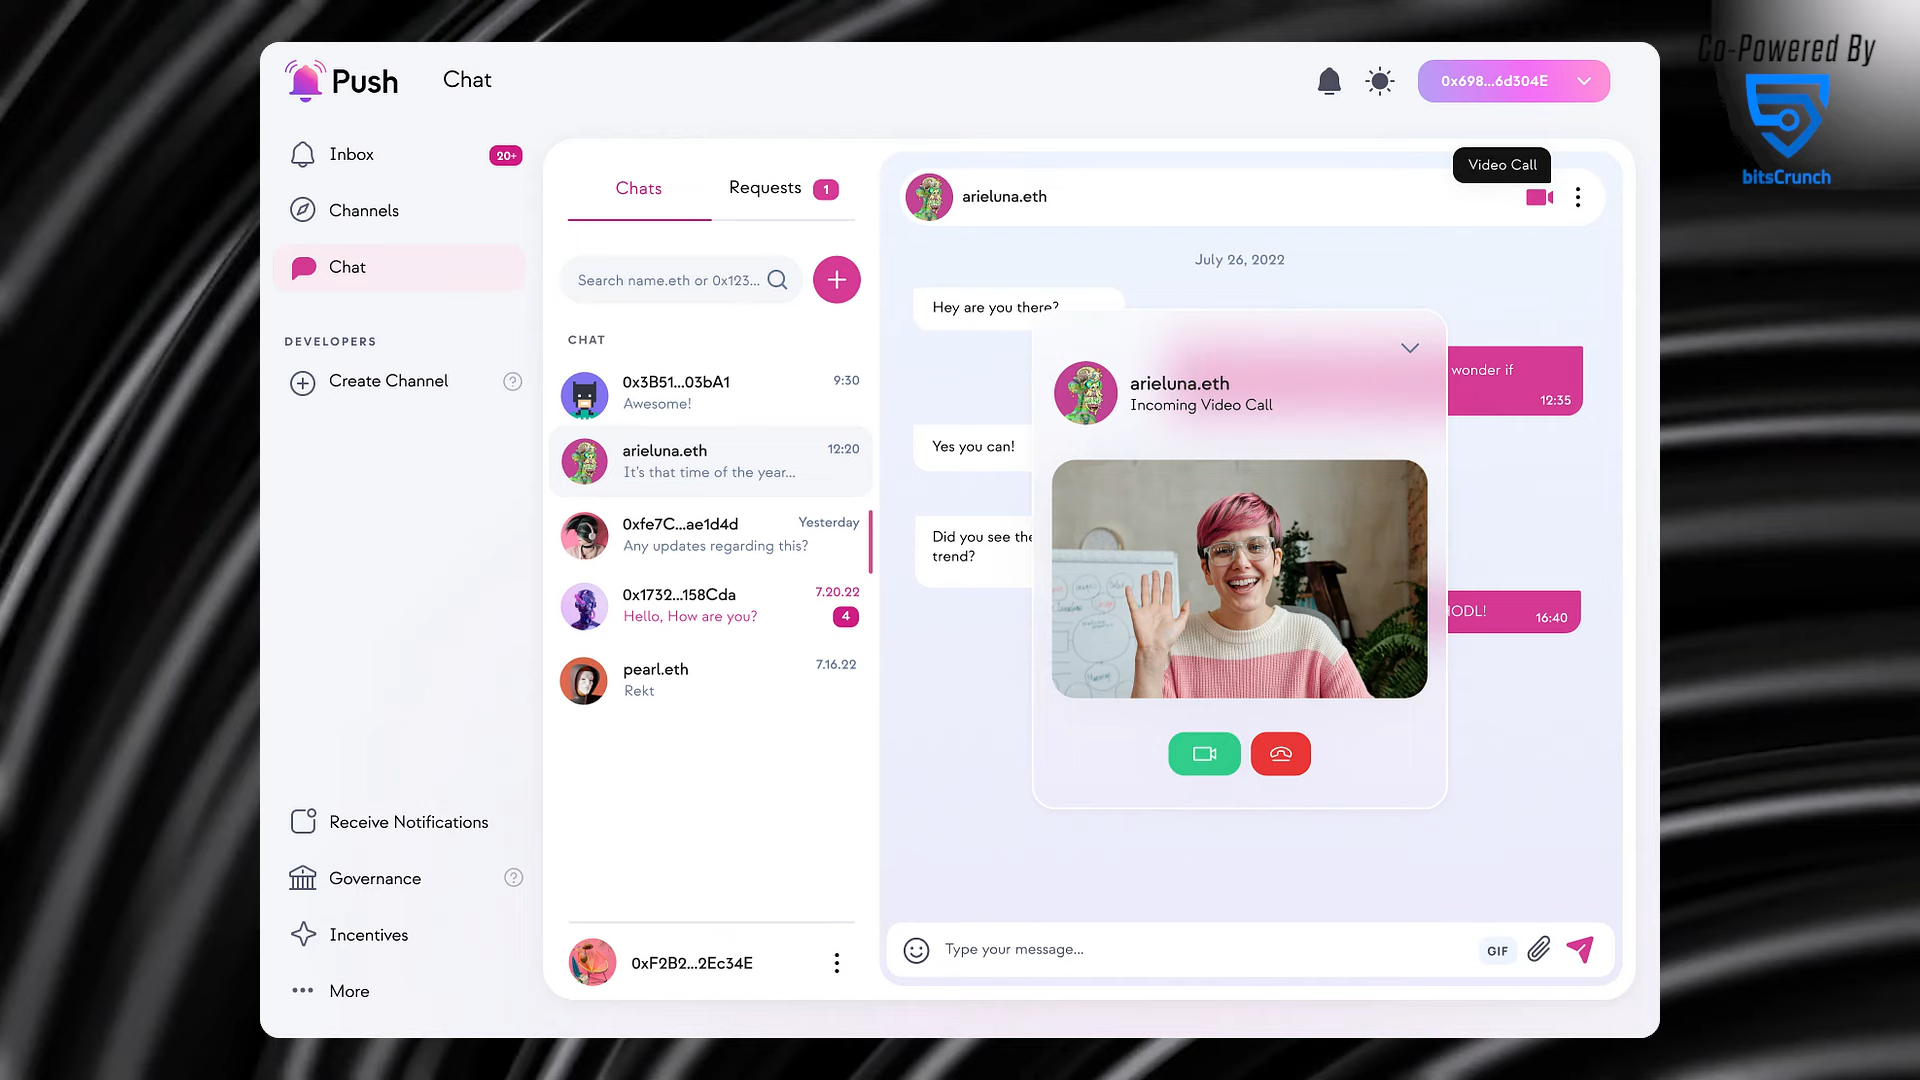 Co-Powered By
bitsCrunch
Push
Chat
0x698...6d304E
Inbox
20+
Channels
Chat
DEVELOPERS
Create Channel
?
Receive Notifications
Governance
?
Incentives
More
Chats
Requests
1
Search name.eth or 0x123...
CHAT
0x3B51...03bA1
9:30
Awesome!
arieluna.eth
12:20
It's that time of the year...
0xfe7C...ae1d4d
Yesterday
Any updates regarding this?
0x1732...158Cda
7.20.22
Hello, How are you?
4
pearl.eth
7.16.22
Rekt
0xF2B2...2Ec34E
arieluna.eth
Video Call
July 26, 2022
Hey are you there?
wonder if
12:35
Yes you can!
Did you see the
trend?
16:40
arieluna.eth
Incoming Video Call
Type your message...
GIF